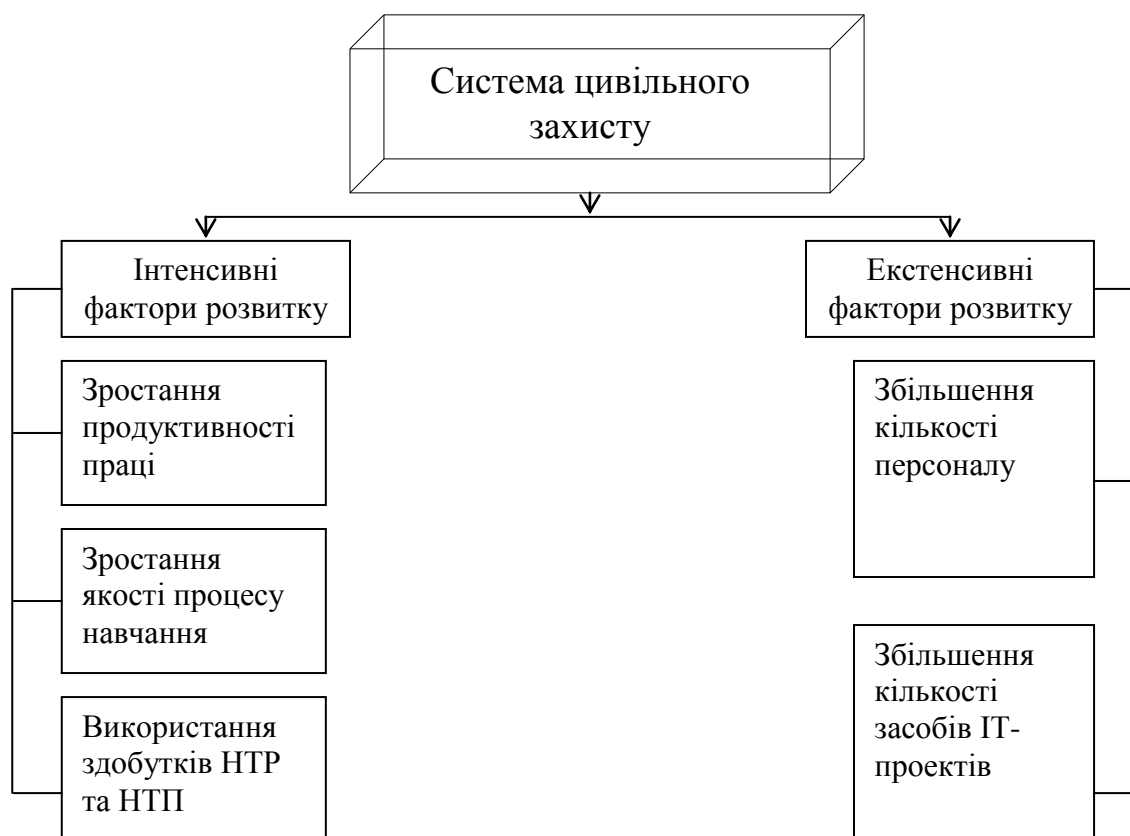 Система цивільного
захисту
Інтенсивні
фактори розвитку
Екстенсивні
фактори розвитку
Зростання
продуктивності
праці
Збільшення
кількості
персоналу
Зростання
якості процесу
навчання
Збільшення
кількості
засобів ІТ-
проектів
Використання
здобутків НТР
та НТП